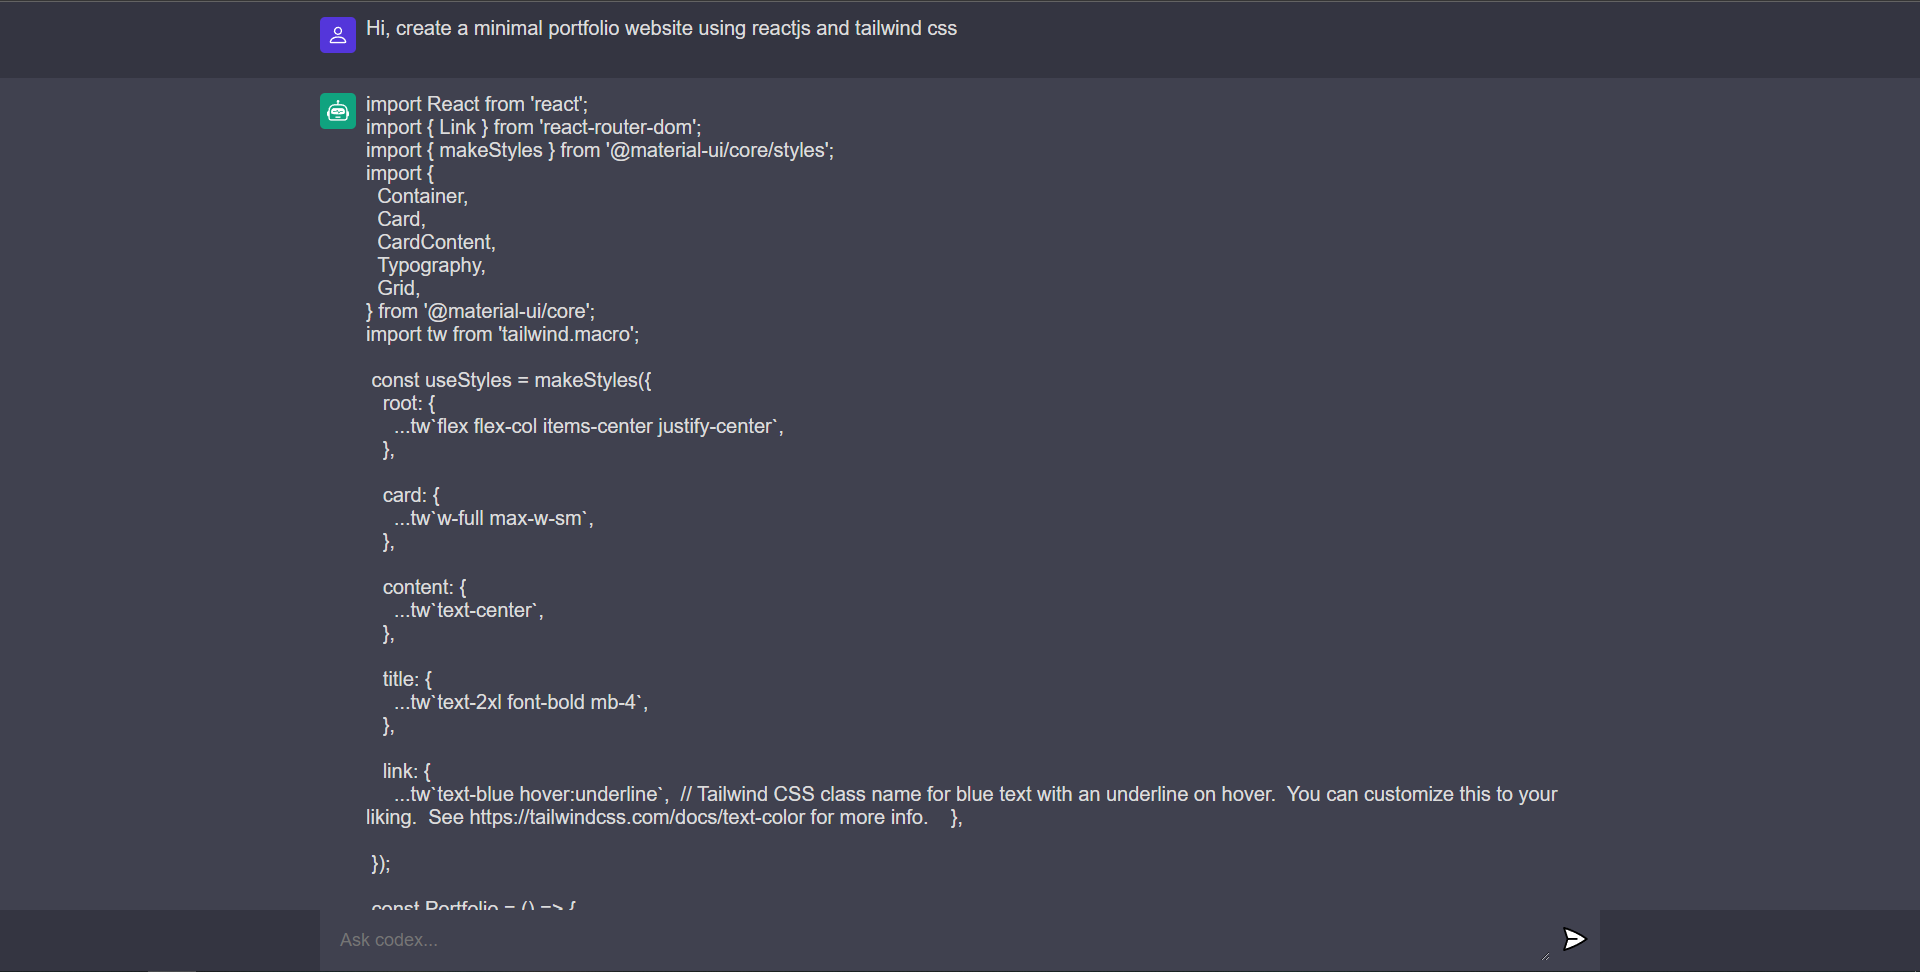 Hi, create a minimal portfolio website using reactjs and tailwind css
import React from 'react';
import { Link } from 'react-router-dom';
import { makeStyles } from '@material-ui/core/styles';
import {
  Container,
  Card,
  CardContent,
  Typography,
  Grid,
} from '@material-ui/core';
import tw from 'tailwind.macro';

 const useStyles = makeStyles({
   root: {
     ...tw`flex flex-col items-center justify-center`,
   },

   card: {
     ...tw`w-full max-w-sm`,
   },

   content: {
     ...tw`text-center`,
   },

   title: {
     ...tw`text-2xl font-bold mb-4`,
   },

   link: {
     ...tw`text-blue hover:underline`,  // Tailwind CSS class name for blue text with an underline on hover.  You can customize this to your
liking.  See https://tailwindcss.com/docs/text-color for more info.    },

 });

 const Portfolio = () => {
Ask codex...